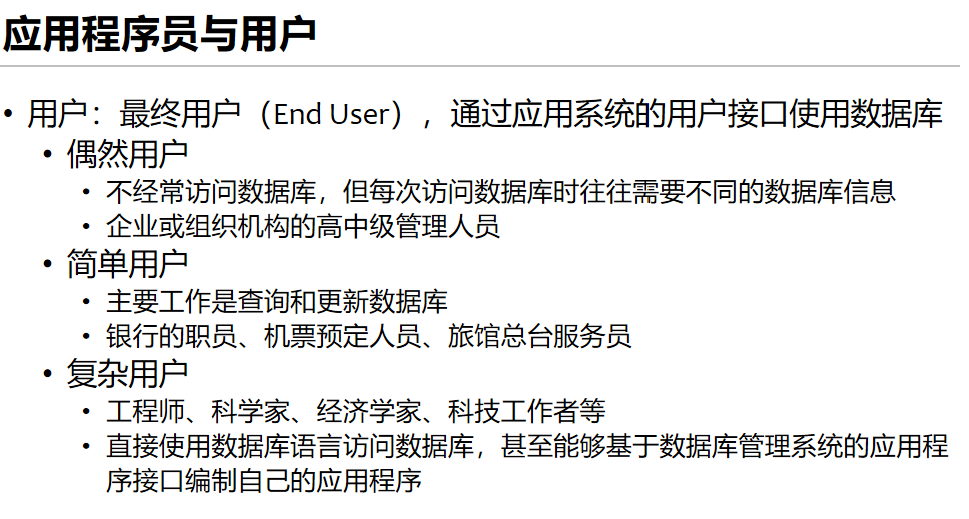 应用程序员与用户
• 用户：最终用户（End User），通过应用系统的用户接口使用数据库
• 偶然用户
• 不经常访问数据库，但每次访问数据库时往往需要不同的数据库信息
• 企业或组织机构的高中级管理人员
• 简单用户
• 主要工作是查询和更新数据库
• 银行的职员、机票预定人员、旅馆总台服务员
• 复杂用户
• 工程师、科学家、经济学家、科技工作者等
• 直接使用数据库语言访问数据库，甚至能够基于数据库管理系统的应用程
序接口编制自己的应用程序